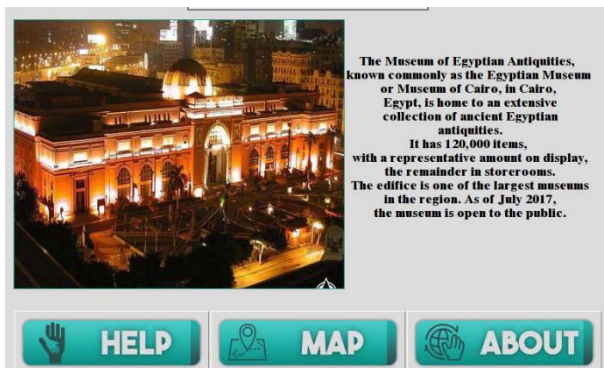 The Museum of Egyptian Antiquities,
known commonly as the Egyptian Museum
or Museum of Cairo, in Cairo,
Egypt, is home to an extensive
collection of ancient Egyptian
antiquities.
It has 120,000 items,
with a representative amount on display,
the remainder in storerooms.
The edifice is one of the largest museums
in the region. As of July 2017,
the museum is open to the public.
HELP
MAP
ABOUT